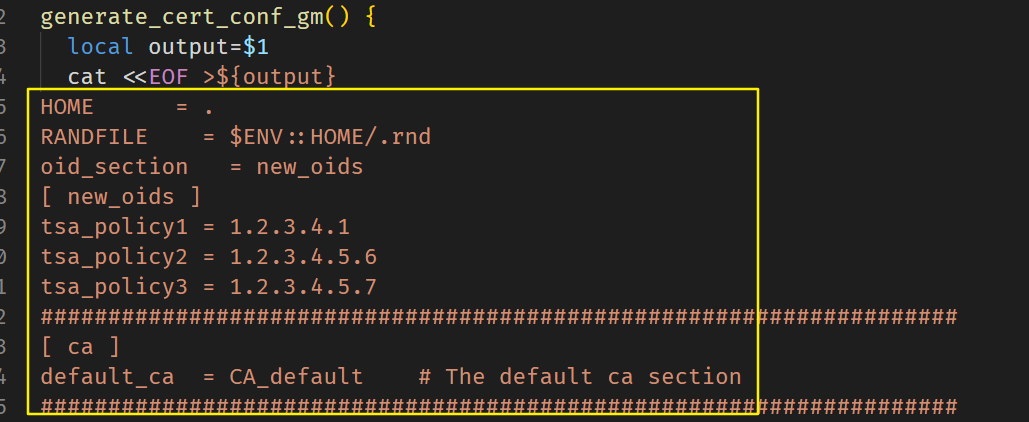 2 generate_cert_conf_gm() {
3 local output=$1
4 cat <<EOF >${output}
5 HOME = .
6 RANDFILE = $ENV::HOME/.rnd
7 oid_section = new_oids
8 [ new_oids ]
9 tsa_policy1 = 1.2.3.4.1
0 tsa_policy2 = 1.2.3.4.5.6
1 tsa_policy3 = 1.2.3.4.5.7
2 ####################################################################
3 [ ca ]
4 default_ca = CA_default # The default ca section
5 ####################################################################